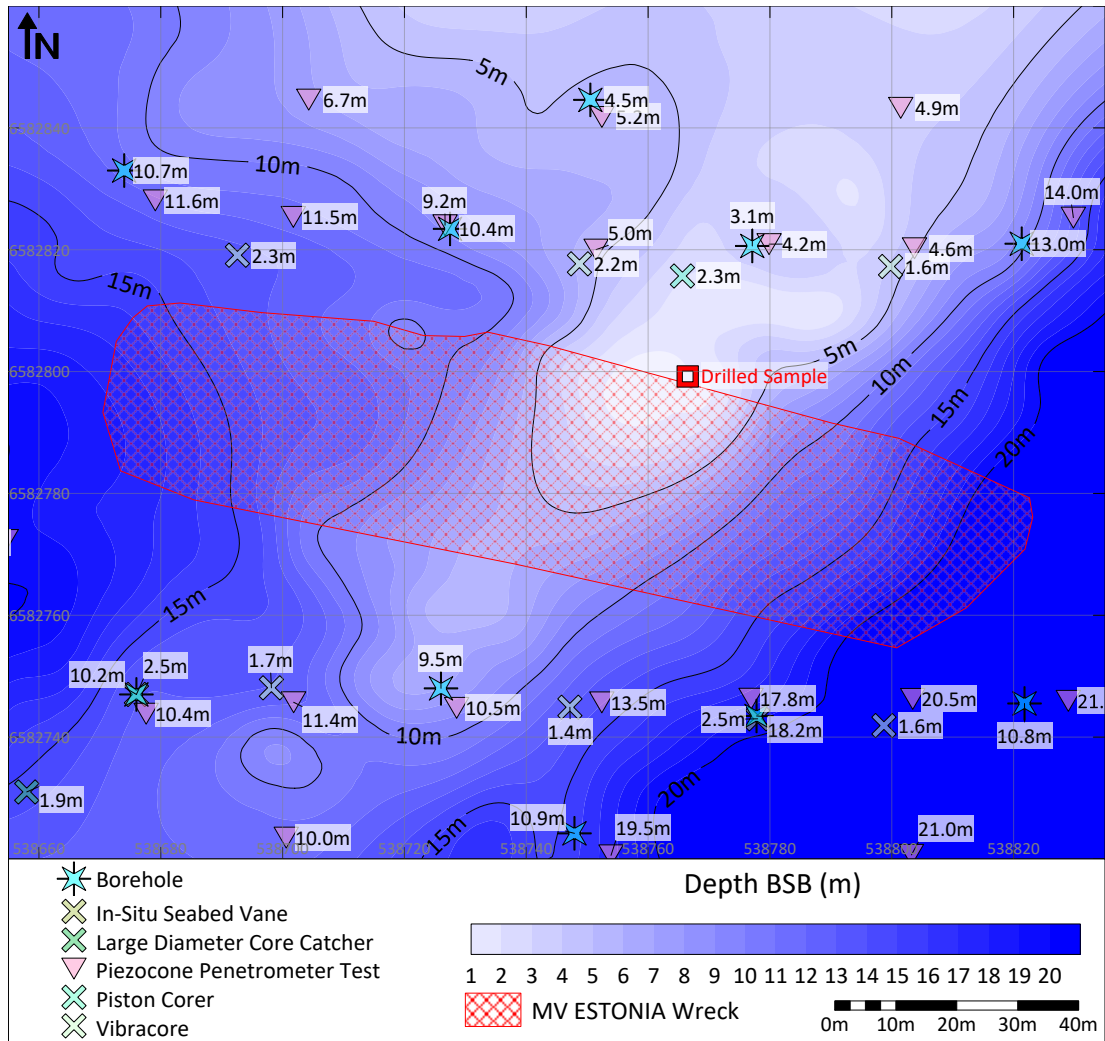 N
5m
4.5m
5.2m
6.7m
4.9m
6582840
10m
10.7m
11.6m
11.5m
9.2m
10.4m
3.1m
14.0m
5.0m
4.2m
4.6m
13.0m
6582820
2.3m
2.2m
2.3m
1.6m
15m
5m
6582800
Drilled Sample
10m
15m
20m
6582780
6582760
15m
2.5m
1.7m
9.5m
10.2m
10.4m
11.4m
10.5m
13.5m
17.8m
20.5m
21.
10m
1.4m
2.5m
18.2m
1.6m
10.8m
6582740
20m
1.9m
10.0m
15m
10.9m
19.5m
21.0m
538660
538680
538700
538720
538740
538760
538780
538800
538820
Borehole
In-Situ Seabed Vane
Large Diameter Core Catcher
Piezocone Penetrometer Test
Piston Corer
Vibracore
Depth BSB (m)
1 2 3 4 5 6 7 8 9 10 11 12 13 14 15 16 17 18 19 20
MV ESTONIA Wreck
0m 10m 20m 30m 40m